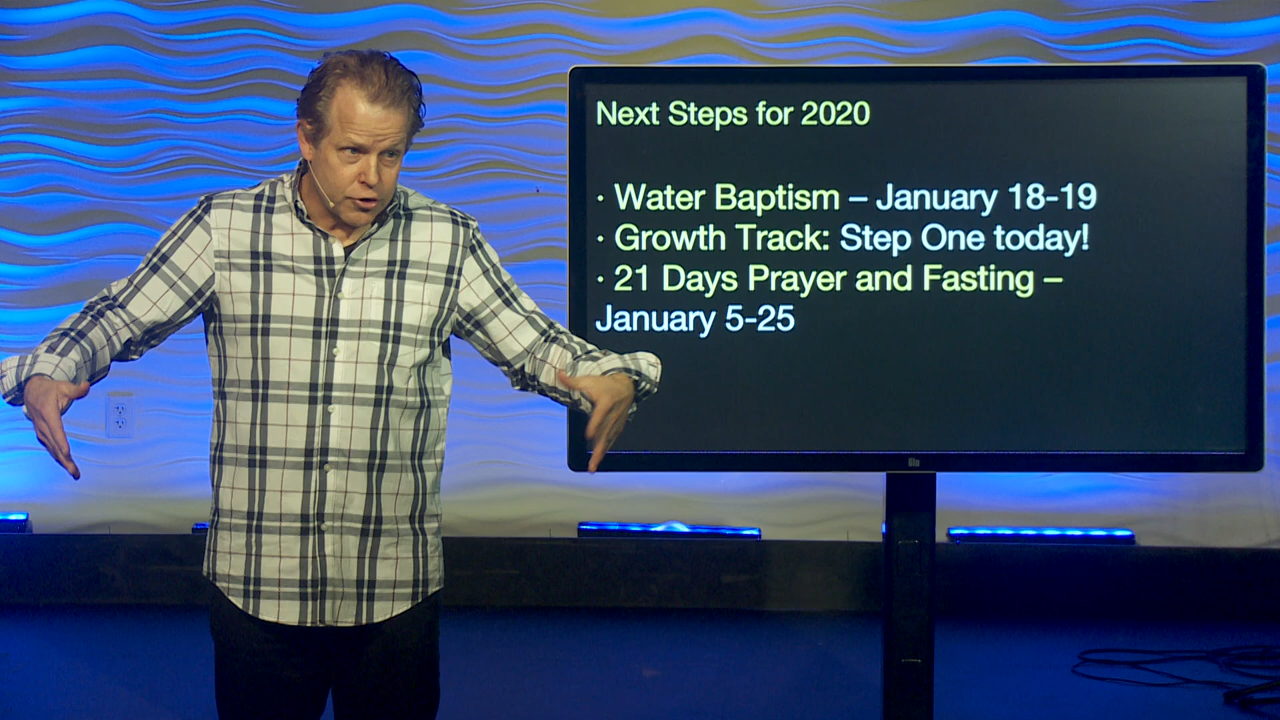 Next Steps for 2020
· Water Baptism – January 18-19
· Growth Track: Step One today!
· 21 Days Prayer and Fasting –
January 5-25
elo